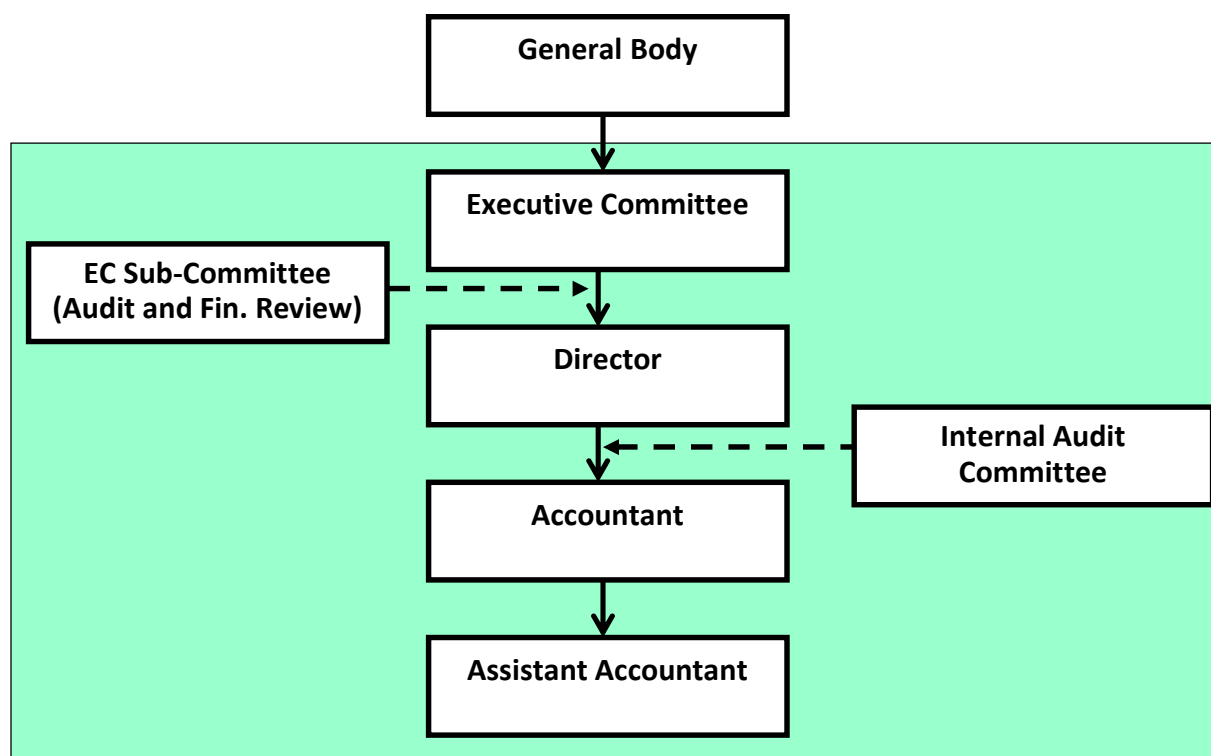 General Body
Executive Committee
EC Sub-Committee
(Audit and Fin. Review)
Director
Internal Audit
Committee
Accountant
Assistant Accountant